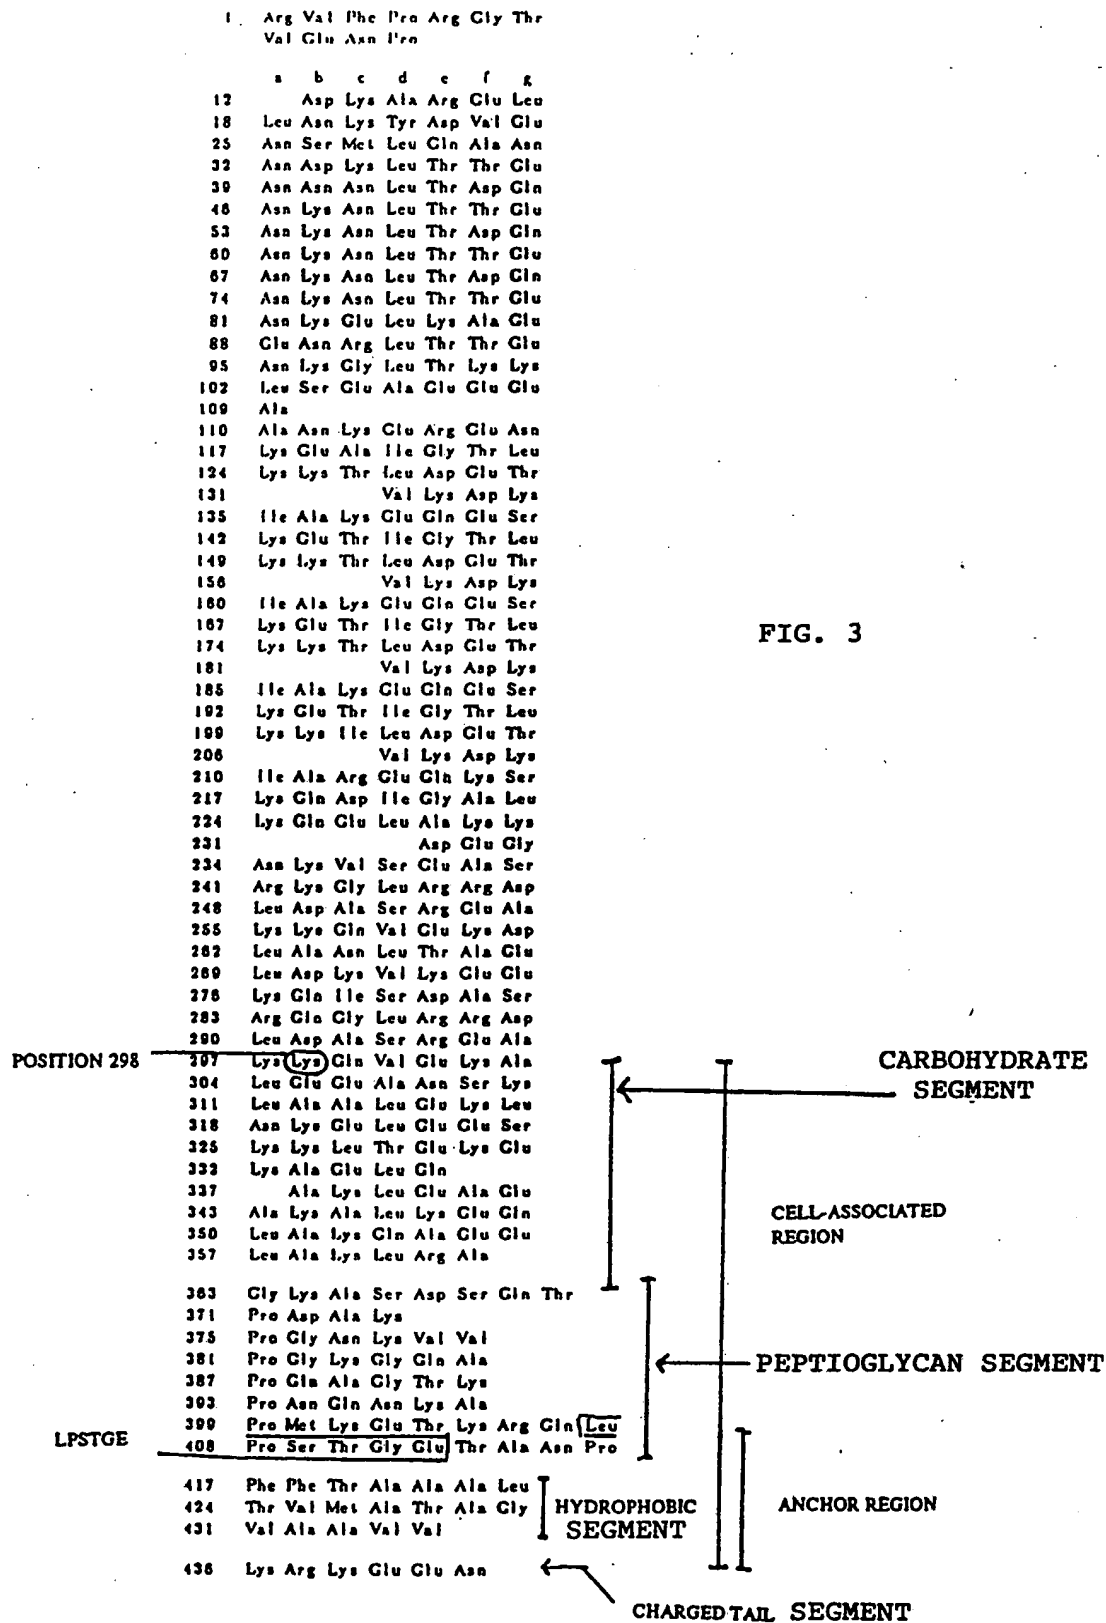 1 Arg Val Phe Pro Arg Gly Thr
Val Glu Asn Pro
a b c d e f g
12 Asp Lys Ala Arg Glu Leu
18 Leu Asn Lys Tyr Asp Val Glu
25 Asn Ser Met Leu Gln Ala Asn
32 Asn Asp Lys Leu Thr Thr Glu
39 Asn Asn Asn Leu Thr Asp Gln
46 Asn Lys Asn Leu Thr Thr Glu
53 Asn Lys Asn Leu Thr Asp Gln
60 Asn Lys Asn Leu Thr Thr Glu
67 Asn Lys Asn Leu Thr Asp Gln
74 Asn Lys Asn Leu Thr Thr Glu
81 Asn Lys Glu Leu Lys Ala Glu
88 Glu Asn Arg Leu Thr Thr Glu
95 Asn Lys Gly Leu Thr Lys Lys
102 Leu Ser Glu Ala Glu Glu Glu
109 Ala
110 Ala Asn Lys Glu Arg Glu Asn
117 Lys Glu Ala Ile Gly Thr Leu
124 Lys Lys Thr Leu Asp Glu Thr
131 Val Lys Asp Lys
135 Ile Ala Lys Glu Gln Glu Ser
142 Lys Glu Thr Ile Gly Thr Leu
149 Lys Lys Thr Leu Asp Glu Thr
156 Val Lys Asp Lys
160 Ile Ala Lys Glu Gln Glu Ser
167 Lys Glu Thr Ile Gly Thr Leu
174 Lys Lys Thr Leu Asp Glu Thr
181 Val Lys Asp Lys
185 Ile Ala Lys Glu Gln Glu Ser
192 Lys Glu Thr Ile Gly Thr Leu
199 Lys Lys Ile Leu Asp Glu Thr
206 Val Lys Asp Lys
210 Ile Ala Arg Glu Gln Lys Ser
217 Lys Gln Asp Ile Gly Ala Leu
224 Lys Gln Glu Leu Ala Lys Lys
231 Asp Glu Gly
234 Asn Lys Val Ser Glu Ala Ser
241 Arg Lys Gly Leu Arg Arg Asp
248 Leu Asp Ala Ser Arg Glu Ala
255 Lys Lys Gln Val Glu Lys Asp
262 Leu Ala Asn Leu Thr Ala Glu
269 Leu Asp Lys Val Lys Glu Glu
276 Lys Gln Ile Ser Asp Ala Ser
283 Arg Gln Gly Leu Arg Arg Asp
290 Leu Asp Ala Ser Arg Glu Ala
POSITION 298
297 Lys Lys Gln Val Glu Lys Ala
304 Leu Glu Glu Ala Asn Ser Lys
311 Leu Ala Ala Leu Glu Lys Leu
318 Asn Lys Glu Leu Glu Glu Ser
325 Lys Lys Leu Thr Glu Lys Glu
332 Lys Ala Glu Leu Gln
337 Ala Lys Leu Glu Ala Glu
343 Ala Lys Ala Leu Lys Glu Gln
350 Leu Ala Lys Gln Ala Glu Glu
357 Leu Ala Lys Leu Arg Ala
363 Gly Lys Ala Ser Asp Ser Gln Thr
371 Pro Asp Ala Lys
375 Pro Gly Asn Lys Val Val
381 Pro Gly Lys Gly Gln Ala
387 Pro Gln Ala Gly Thr Lys
393 Pro Asn Gln Asn Lys Ala
399 Pro Met Lys Glu Thr Lys Arg Gln Leu
LPSTGE
408 Pro Ser Thr Gly Glu Thr Ala Asn Pro
417 Phe Phe Thr Ala Ala Ala Leu
424 Thr Val Met Ala Thr Ala Gly
431 Val Ala Ala Val Val
436 Lys Arg Lys Glu Glu Asn
FIG. 3
CARBOHYDRATE
SEGMENT
CELL-ASSOCIATED
REGION
PEPTIOGLYCAN SEGMENT
HYDROPHOBIC
SEGMENT
ANCHOR REGION
CHARGED TAIL SEGMENT